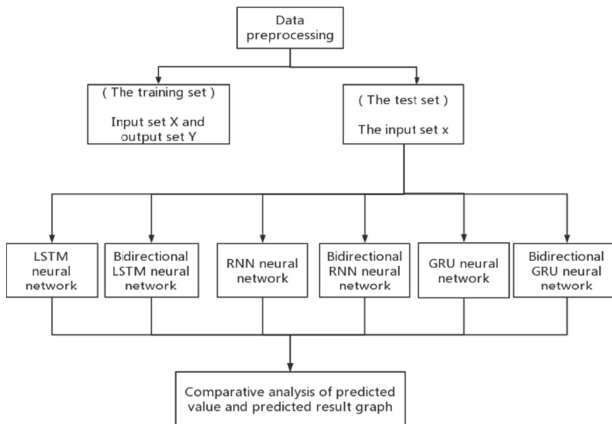 Data
preprocessing
( The training set )
Input set X and
output set Y
( The test set )
The input set x
LSTM
neural
network
Bidirectional
LSTM neural
network
RNN neural
network
Bidirectional
RNN neural
network
GRU neural
network
Bidirectional
GRU neural
network
Comparative analysis of predicted
value and predicted result graph